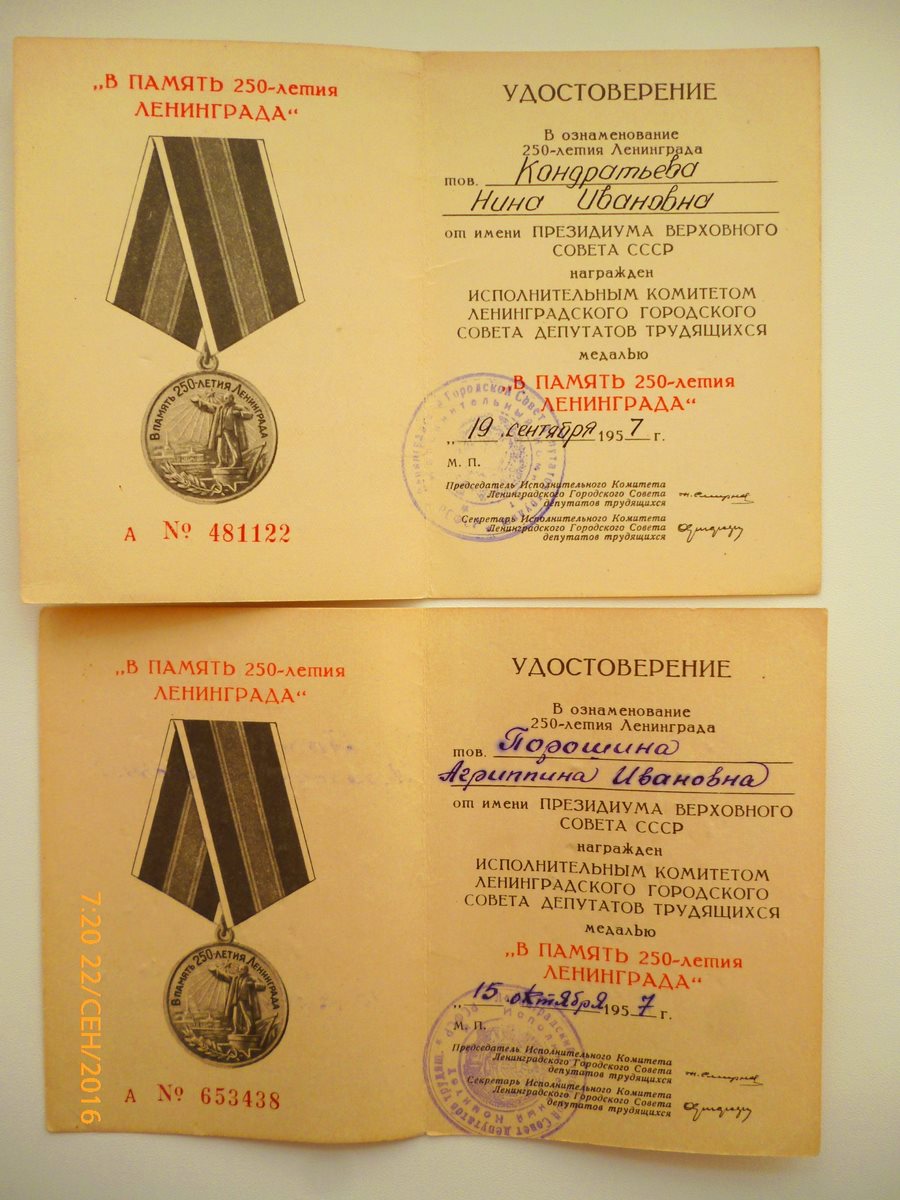 „В ПАМЯТЬ 250-летия
ЛЕНИНГРАДА“
В ПАМЯТЬ 250-ЛЕТИЯ ЛЕНИНГРАДА
А № 481122
УДОСТОВЕРЕНИЕ
В ознаменование
250-летия Ленинграда
тов. Кондратьева
Нина Ивановна
от имени ПРЕЗИДИУМА ВЕРХОВНОГО
СОВЕТА СССР
награжден
ИСПОЛНИТЕЛЬНЫМ КОМИТЕТОМ
ЛЕНИНГРАДСКОГО ГОРОДСКОГО
СОВЕТА ДЕПУТАТОВ ТРУДЯЩИХСЯ
медалью
„В ПАМЯТЬ 250-летия
ЛЕНИНГРАДА“
„19 сентября 1957 г.
М. П.
Председатель Исполнительного Комитета
Ленинградского Городского Совета
депутатов трудящихся
Секретарь Исполнительного Комитета
Ленинградского Городского Совета
депутатов трудящихся
„В ПАМЯТЬ 250-летия
ЛЕНИНГРАДА“
В ПАМЯТЬ 250-ЛЕТИЯ ЛЕНИНГРАДА
А № 653438
УДОСТОВЕРЕНИЕ
В ознаменование
250-летия Ленинграда
тов. Порошина
Агриппина Ивановна
от имени ПРЕЗИДИУМА ВЕРХОВНОГО
СОВЕТА СССР
награжден
ИСПОЛНИТЕЛЬНЫМ КОМИТЕТОМ
ЛЕНИНГРАДСКОГО ГОРОДСКОГО
СОВЕТА ДЕПУТАТОВ ТРУДЯЩИХСЯ
медалью
„В ПАМЯТЬ 250-летия
ЛЕНИНГРАДА“
„15 октября 1957 г.
М. П.
Председатель Исполнительного Комитета
Ленинградского Городского Совета
депутатов трудящихся
Секретарь Исполнительного Комитета
Ленинградского Городского Совета
депутатов трудящихся
7:20 22/СЕН/2016